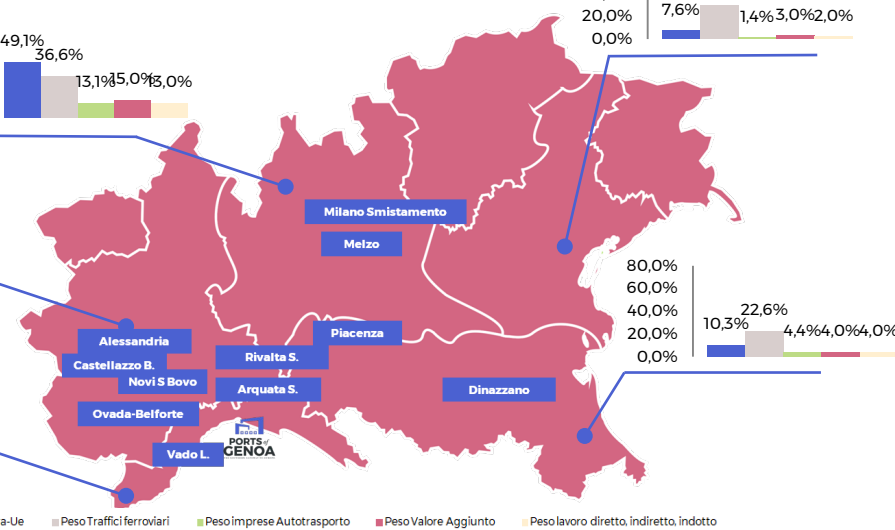 20,0%
0,0%
7,6%
1,4%
3,0%
2,0%
49,1%
36,6%
13,1%
15,0%
13,0%
Milano Smistamento
Melzo
80,0%
60,0%
40,0%
20,0%
0,0%
10,3%
22,6%
4,4%
4,0%
4,0%
Piacenza
Alessandria
Rivalta S.
Castellazzo B.
Novi S Bovo
Arquata S.
Dinazzano
Ovada-Belforte
PORTS of
GENOA
Vado L.
a-Ue
Peso Traffici ferroviari
Peso imprese Autotrasporto
Peso Valore Aggiunto
Peso lavoro diretto, indiretto, indotto